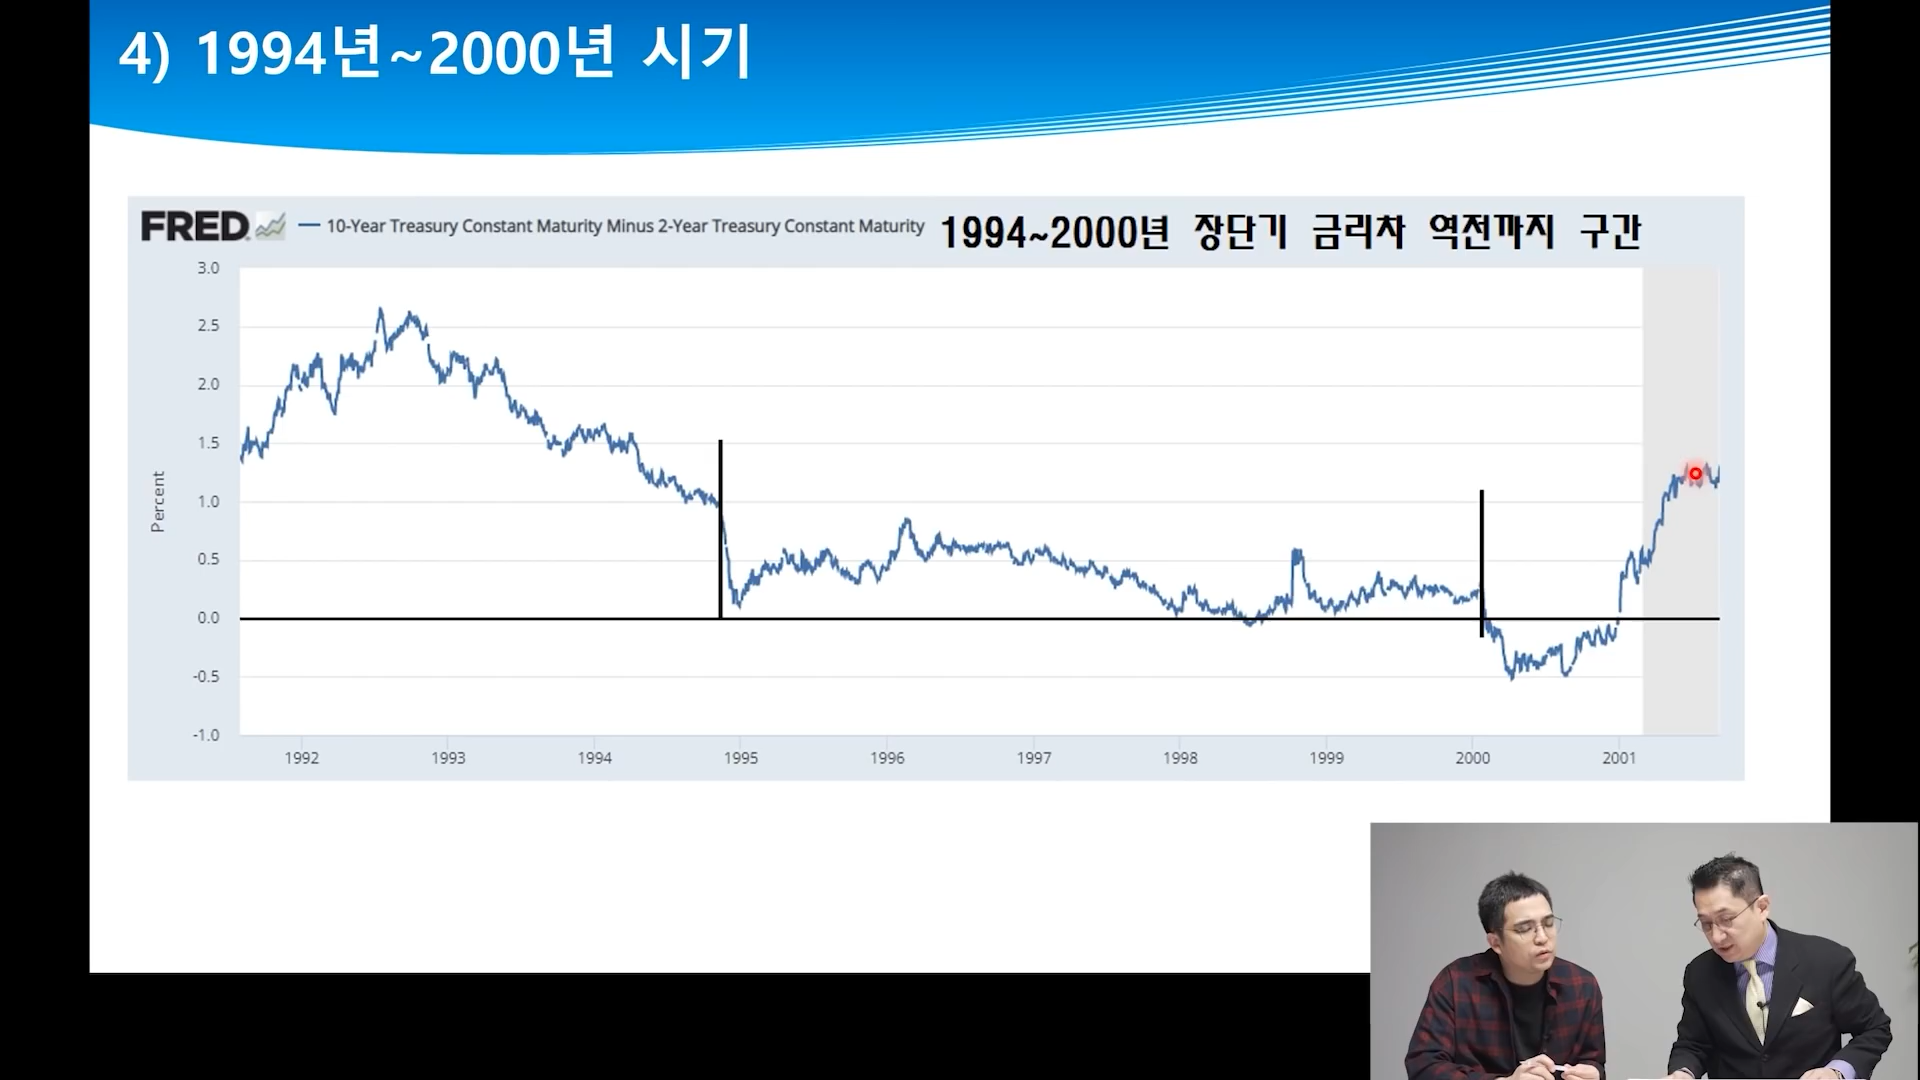 4) 1994년~2000년 시기
FRED 10-Year Treasury Constant Maturity Minus 2-Year Treasury Constant Maturity 1994~2000년 장단기 금리차 역전까지 구간
3.0
2.5
2.0
1.5
1.0
0.5
0.0
-0.5
-1.0
Percent
1992 1993 1994 1995 1996 1997 1998 1999 2000 2001